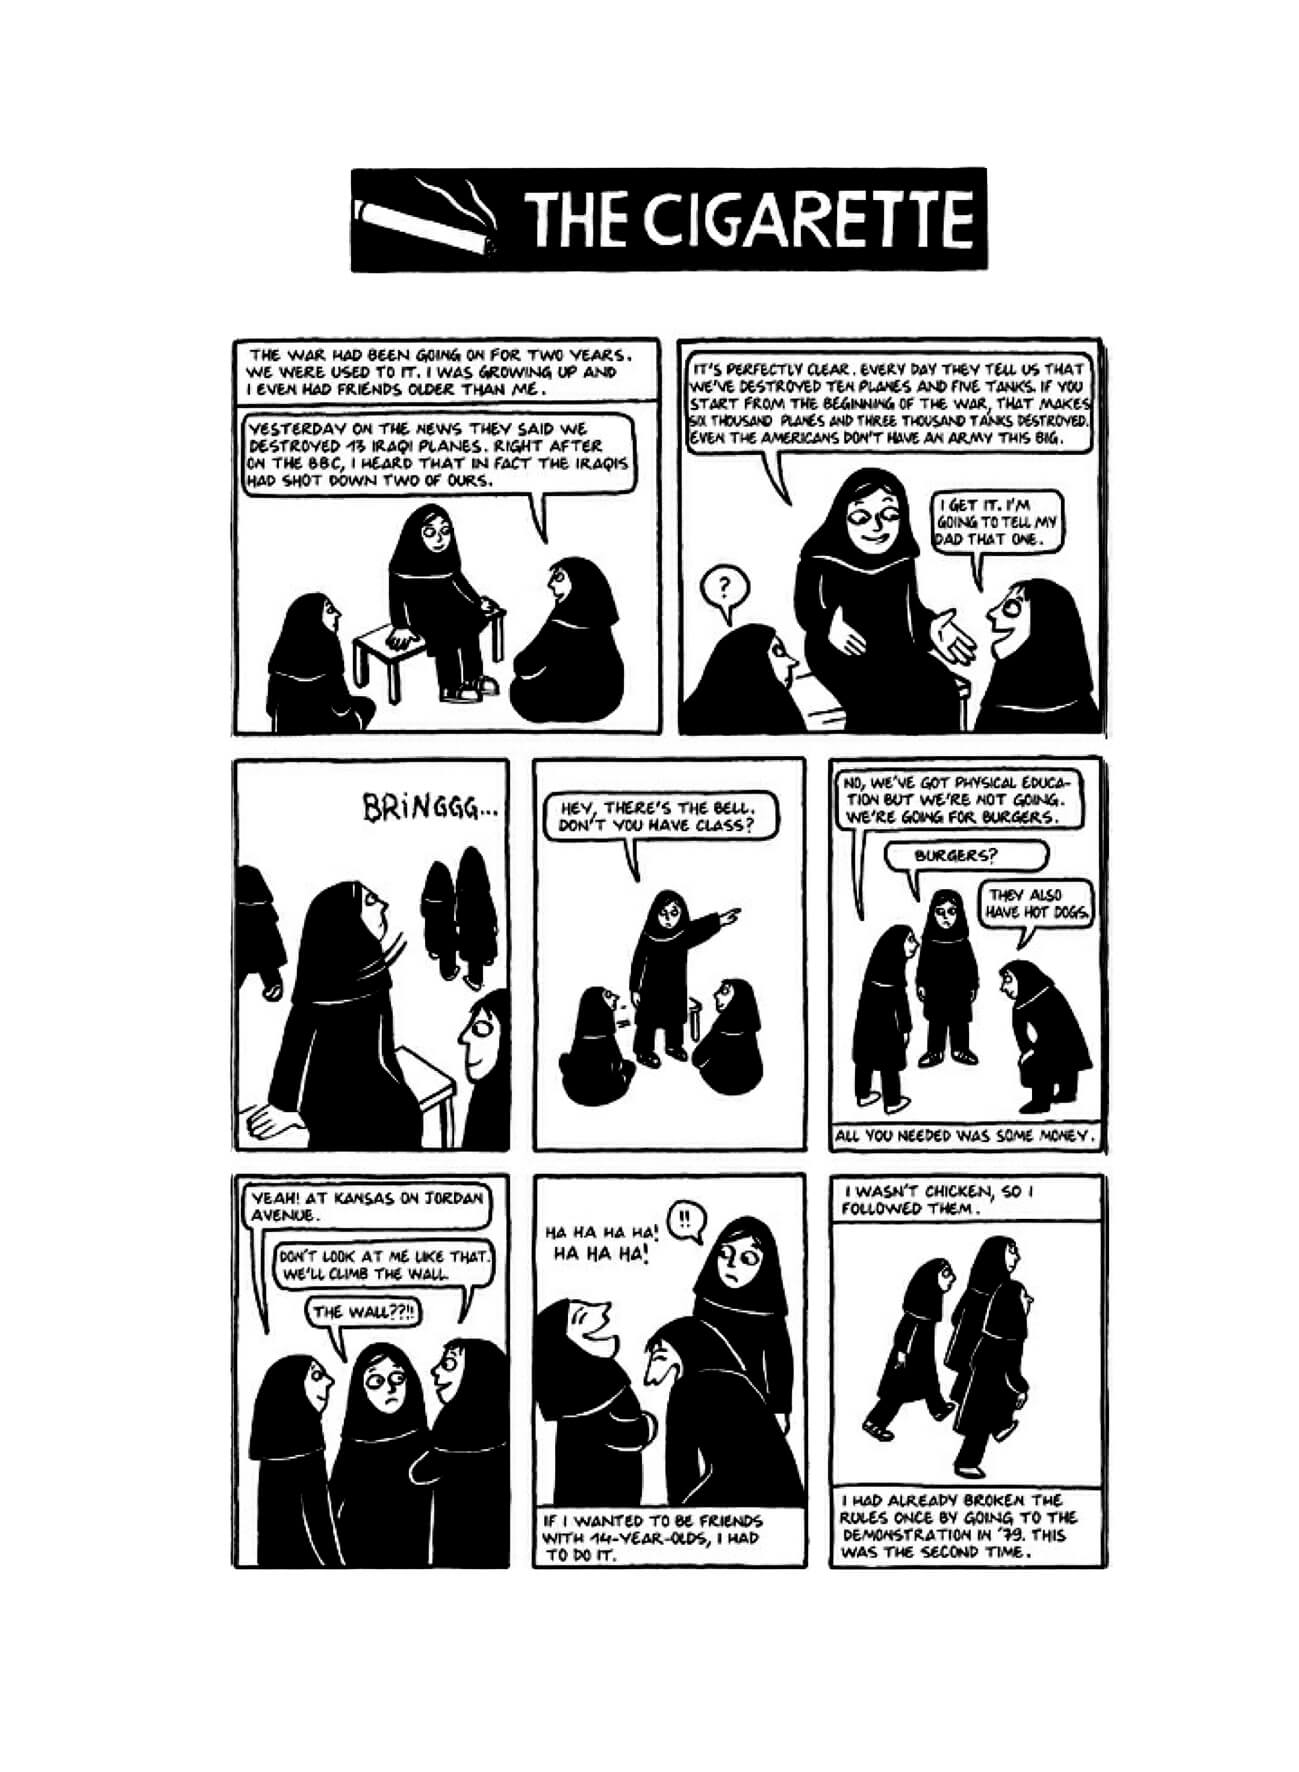 THE CIGARETTE
THE WAR HAD BEEN GOING ON FOR TWO YEARS.
WE WERE USED TO IT. I WAS GROWING UP AND
I EVEN HAD FRIENDS OLDER THAN ME.
YESTERDAY ON THE NEWS THEY SAID WE
DESTROYED 13 IRAQI PLANES. RIGHT AFTER
ON THE BBC, I HEARD THAT IN FACT THE IRAQIS
HAD SHOT DOWN TWO OF OURS.
IT'S PERFECTLY CLEAR. EVERY DAY THEY TELL US THAT
WE'VE DESTROYED TEN PLANES AND FIVE TANKS. IF YOU
START FROM THE BEGINNING OF THE WAR, THAT MAKES
SIX THOUSAND PLANES AND THREE THOUSAND TANKS DESTROYED.
EVEN THE AMERICANS DON'T HAVE AN ARMY THIS BIG.
I GET IT. I'M
GOING TO TELL MY
DAD THAT ONE.
?
BRINGGG...
HEY, THERE'S THE BELL.
DON'T YOU HAVE CLASS?
NO, WE'VE GOT PHYSICAL EDUCA-
TION BUT WE'RE NOT GOING.
WE'RE GOING FOR BURGERS.
BURGERS?
THEY ALSO
HAVE HOT DOGS.
ALL YOU NEEDED WAS SOME MONEY.
YEAH! AT KANSAS ON JORDAN
AVENUE.
DON'T LOOK AT ME LIKE THAT.
WE'LL CLIMB THE WALL.
THE WALL??!!
HA HA HA HA!
HA HA HA!
!!
IF I WANTED TO BE FRIENDS
WITH 14-YEAR-OLDS, I HAD
TO DO IT.
I WASN'T CHICKEN, SO I
FOLLOWED THEM.
I HAD ALREADY BROKEN THE
RULES ONCE BY GOING TO THE
DEMONSTRATION IN '79. THIS
WAS THE SECOND TIME.